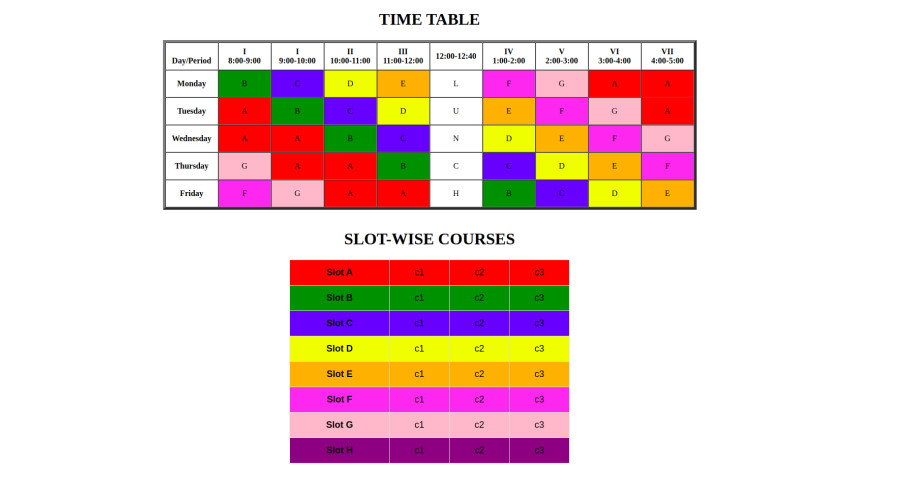 TIME TABLE
Day/Period I 8:00-9:00 I 9:00-10:00 II 10:00-11:00 III 11:00-12:00 12:00-12:40 IV 1:00-2:00 V 2:00-3:00 VI 3:00-4:00 VII 4:00-5:00
Monday B C D E L F G A A
Tuesday A B C D U E F G A
Wednesday A A B C N D E F G
Thursday G A A B C C D E F
Friday F G A A H B C D E
SLOT-WISE COURSES
Slot A c1 c2 c3
Slot B c1 c2 c3
Slot C c1 c2 c3
Slot D c1 c2 c3
Slot E c1 c2 c3
Slot F c1 c2 c3
Slot G c1 c2 c3
Slot H c1 c2 c3